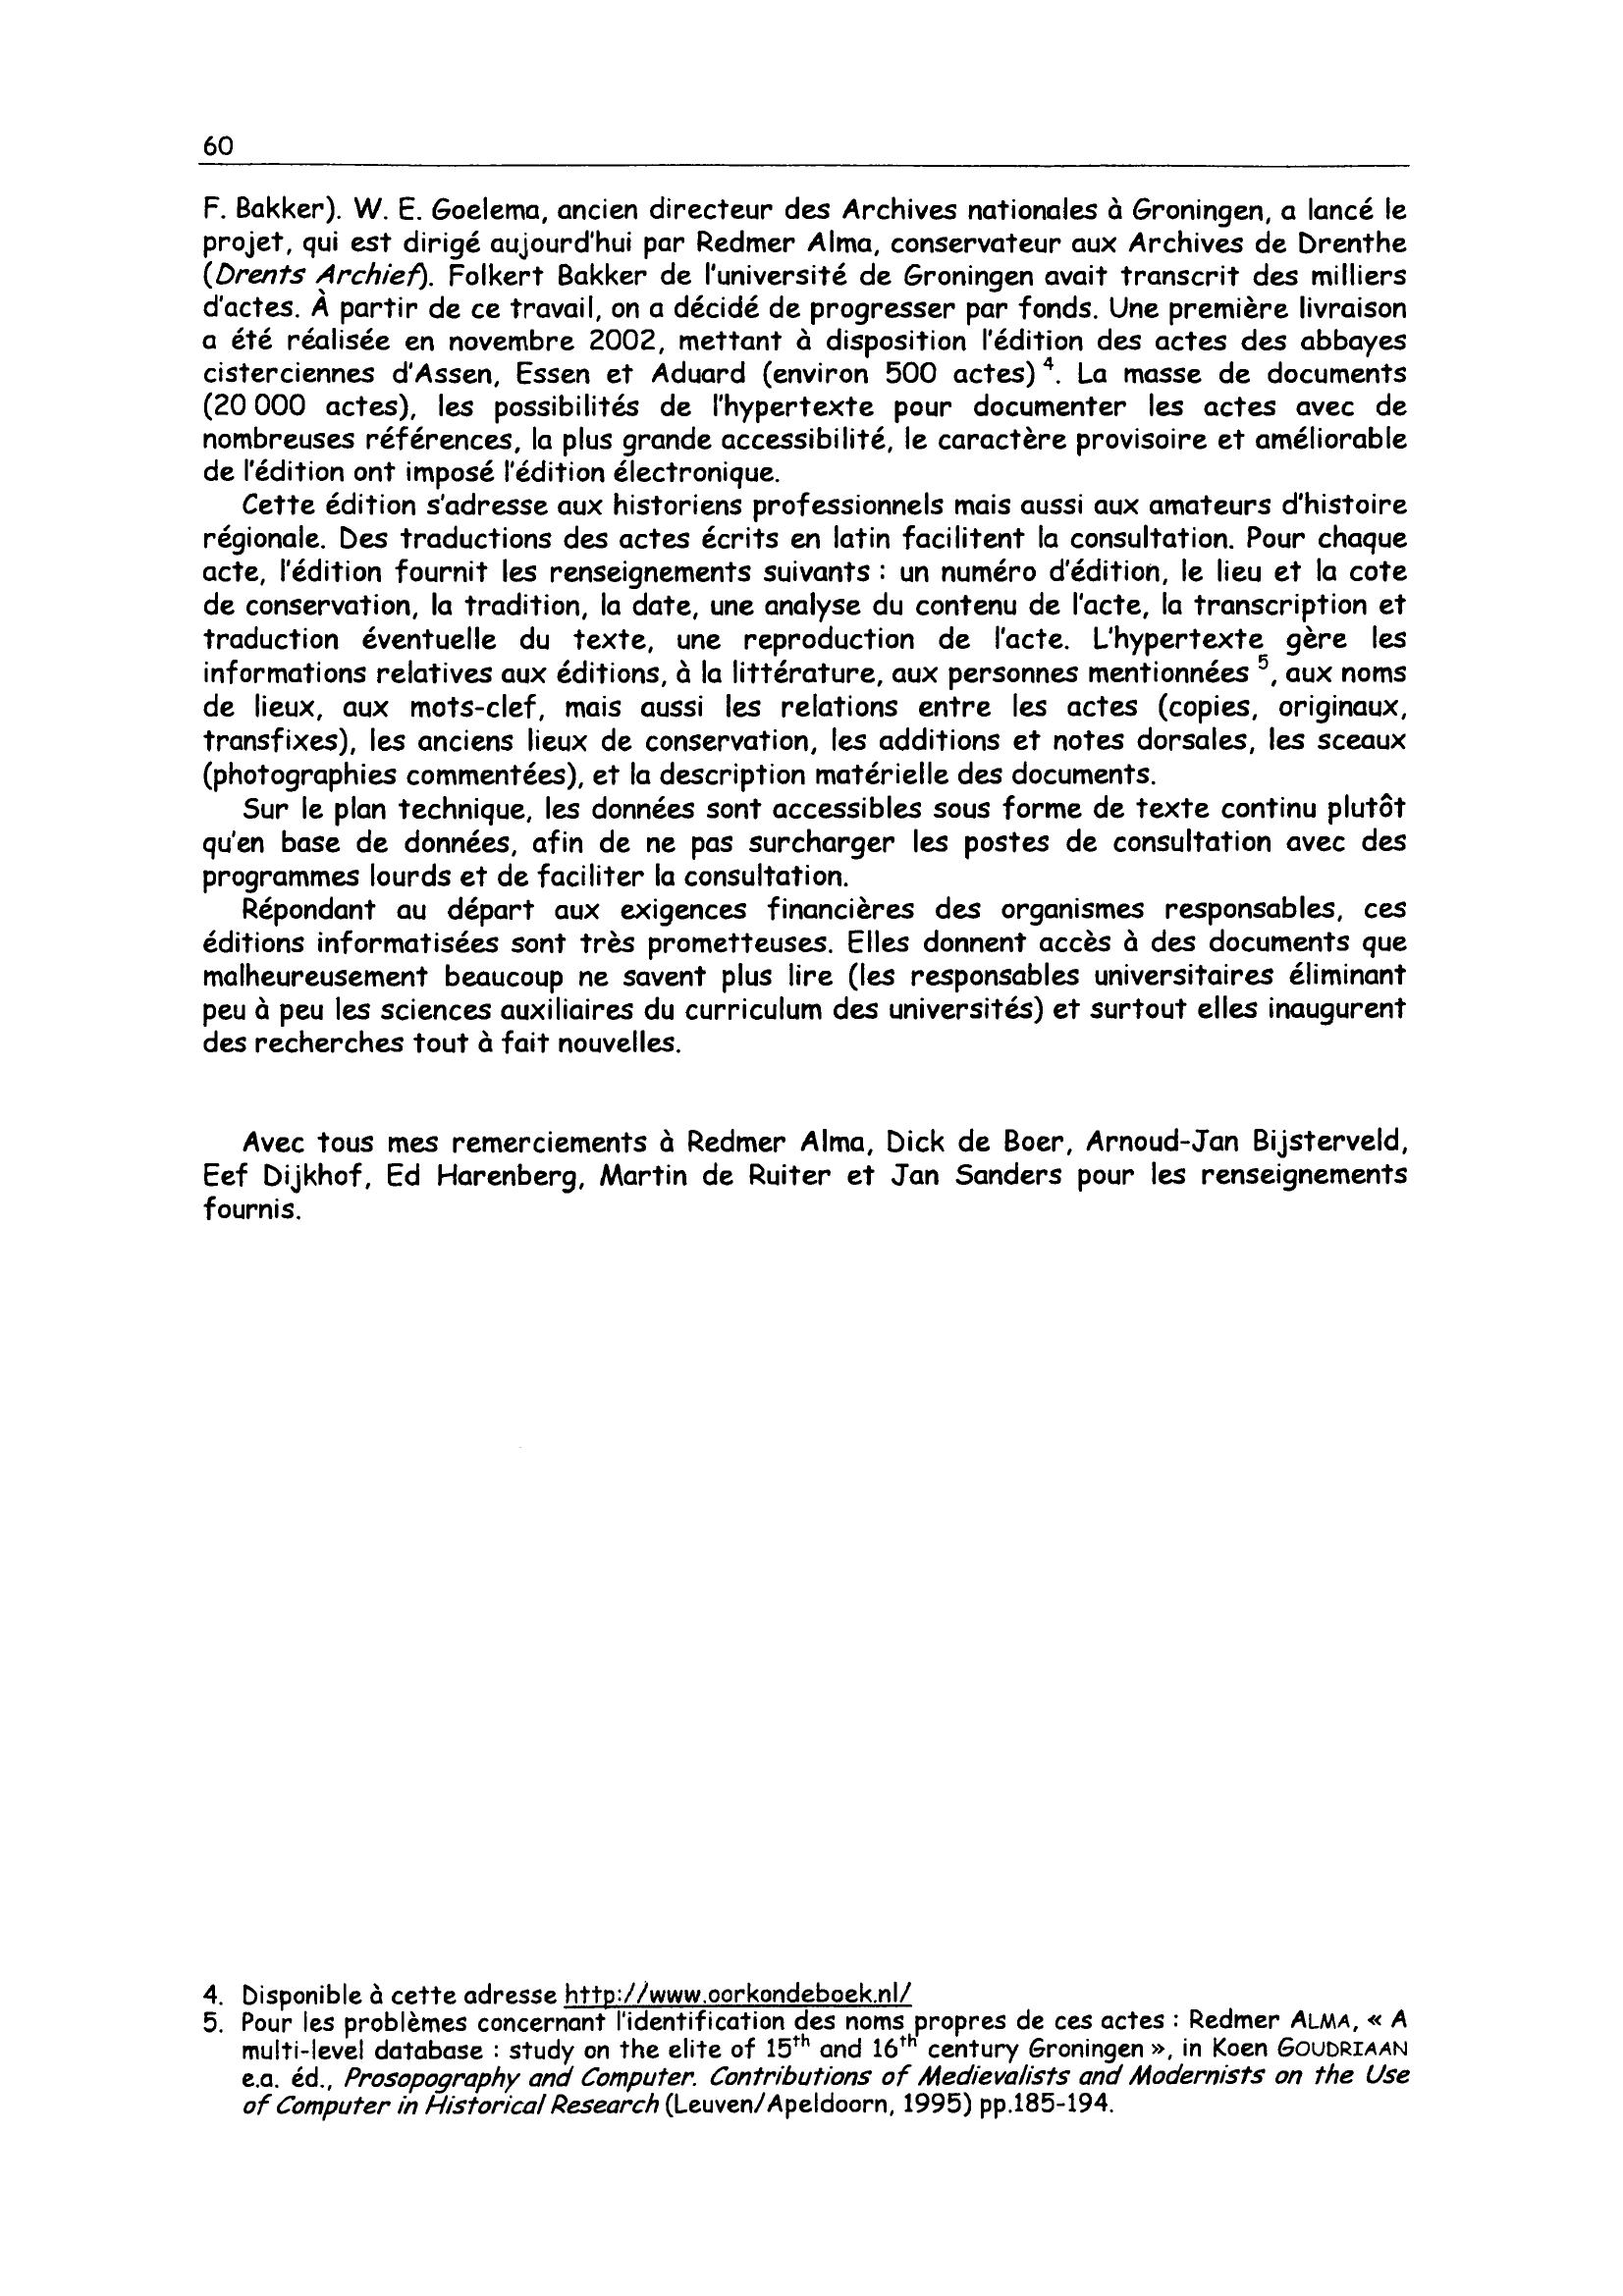 60
F. Bakker). W. E. Goelema, ancien directeur des Archives nationales à Groningen, a lancé le
projet, qui est dirigé aujourd'hui par Redmer Alma, conservateur aux Archives de Drenthe
(Drents Archief). Folkert Bakker de l'université de Groningen avait transcrit des milliers
d'actes. À partir de ce travail, on a décidé de progresser par fonds. Une première livraison
a été réalisée en novembre 2002, mettant à disposition l'édition des actes des abbayes
cisterciennes d'Assen, Essen et Aduard (environ 500 actes) 4. La masse de documents
(20 000 actes), les possibilités de l'hypertexte pour documenter les actes avec de
nombreuses références, la plus grande accessibilité, le caractère provisoire et améliorable
de l'édition ont imposé l'édition électronique.
Cette édition s'adresse aux historiens professionnels mais aussi aux amateurs d'histoire
régionale. Des traductions des actes écrits en latin facilitent la consultation. Pour chaque
acte, l'édition fournit les renseignements suivants : un numéro d'édition, le lieu et la cote
de conservation, la tradition, la date, une analyse du contenu de l'acte, la transcription et
traduction éventuelle du texte, une reproduction de l'acte. L'hypertexte gère les
informations relatives aux éditions, à la littérature, aux personnes mentionnées 5, aux noms
de lieux, aux mots-clef, mais aussi les relations entre les actes (copies, originaux,
transfixes), les anciens lieux de conservation, les additions et notes dorsales, les sceaux
(photographies commentées), et la description matérielle des documents.
Sur le plan technique, les données sont accessibles sous forme de texte continu plutôt
qu'en base de données, afin de ne pas surcharger les postes de consultation avec des
programmes lourds et de faciliter la consultation.
Répondant au départ aux exigences financières des organismes responsables, ces
éditions informatisées sont très prometteuses. Elles donnent accès à des documents que
malheureusement beaucoup ne savent plus lire (les responsables universitaires éliminant
peu à peu les sciences auxiliaires du curriculum des universités) et surtout elles inaugurent
des recherches tout à fait nouvelles.
Avec tous mes remerciements à Redmer Alma, Dick de Boer, Arnoud-Jan Bijsterveld,
Eef Dijkhof, Ed Harenberg, Martin de Ruiter et Jan Sanders pour les renseignements
fournis.
4. Disponible à cette adresse http://www.oorkondeboek.nl/
5. Pour les problèmes concernant l'identification des noms propres de ces actes : Redmer ALMA, « A
multi-level database : study on the elite of 15th and 16th century Groningen », in Koen GOUDRIAAN
e.a. éd., Prosopography and Computer. Contributions of Medievalists and Modernists on the Use
of Computer in Historical Research (Leuven/Apeldoorn, 1995) pp.185-194.